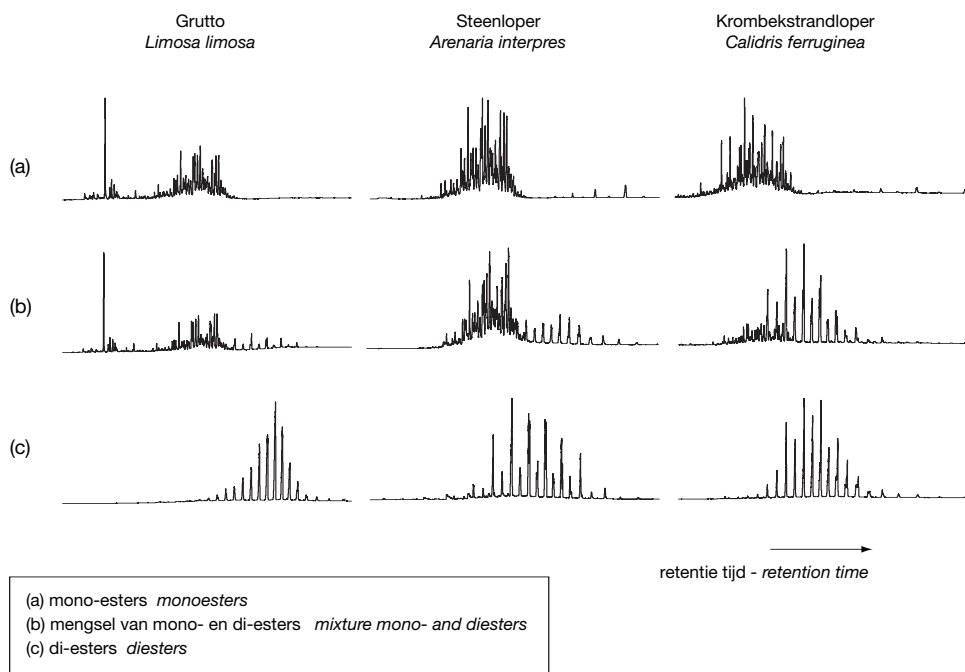 Grutto
Limosa limosa
Steenloper
Arenaria interpres
Krombekstrandloper
Calidris ferruginea
(a)
(b)
(c)
retentie tijd - retention time
(a) mono-esters monoesters
(b) mengsel van mono- en di-esters mixture mono- and diesters
(c) di-esters diesters